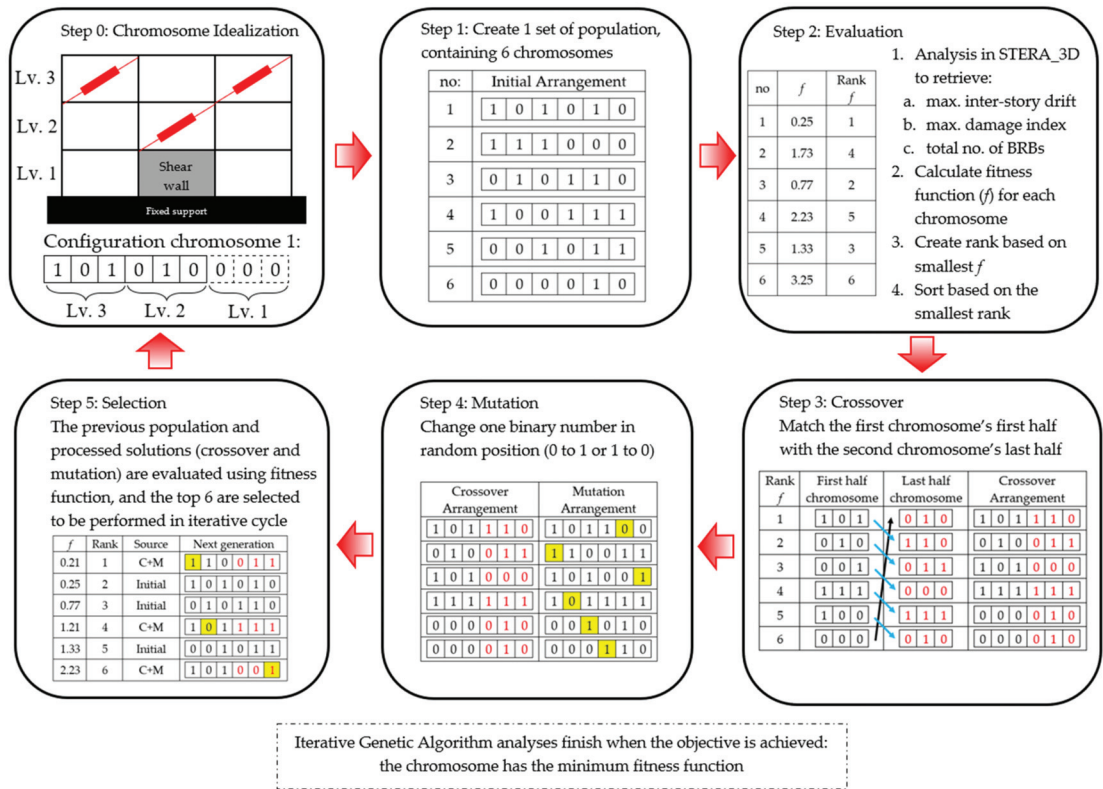 Step 0: Chromosome Idealization
Lv. 3
Lv. 2
Lv. 1
Shear
wall
Fixed support
Configuration chromosome 1:
1 0 1 0 1 0 0 0 0
Lv. 3 Lv. 2 Lv. 1
Step 1: Create 1 set of population,
containing 6 chromosomes
no: Initial Arrangement
1 1 0 1 0 1 0
2 1 1 1 0 0 0
3 0 1 0 1 1 0
4 1 0 0 1 1 1
5 0 0 1 0 1 1
6 0 0 0 0 1 0
Step 2: Evaluation
no f Rank
f
1 0.25 1
2 1.73 4
3 0.77 2
4 2.23 5
5 1.33 3
6 3.25 6
1. Analysis in STERA_3D
to retrieve:
a. max. inter-story drift
b. max. damage index
c. total no. of BRBs
2. Calculate fitness
function (f) for each
chromosome
3. Create rank based on
smallest f
4. Sort based on the
smallest rank
Step 3: Crossover
Match the first chromosome's first half
with the second chromosome's last half
Rank First half Last half Crossover
f chromosome chromosome Arrangement
1 1 0 1 0 1 0 1 0 1 1 1 0
2 0 1 0 1 1 0 0 1 0 0 1 1
3 0 0 1 0 1 1 1 0 1 0 0 0
4 1 1 1 0 0 0 1 1 1 1 1 1
5 1 0 0 1 1 1 0 0 0 0 1 0
6 0 0 0 0 1 0 0 0 0 0 1 0
Step 4: Mutation
Change one binary number in
random position (0 to 1 or 1 to 0)
Crossover Mutation
Arrangement Arrangement
1 0 1 1 1 0 1 0 1 1 0 0
0 1 0 0 1 1 1 1 0 0 1 1
1 0 1 0 0 0 1 0 1 0 0 1
1 1 1 1 1 1 1 0 1 1 1 1
0 0 0 0 1 0 0 0 1 0 1 0
0 0 0 0 1 0 0 0 0 1 1 0
Step 5: Selection
The previous population and
processed solutions (crossover and
mutation) are evaluated using fitness
function, and the top 6 are selected
to be performed in iterative cycle
f Rank Source Next generation
0.21 1 C+M 1 1 0 0 1 1
0.25 2 Initial 1 0 1 0 1 0
0.77 3 Initial 0 1 0 1 1 0
1.21 4 C+M 1 0 1 1 1 1
1.33 5 Initial 0 0 1 0 1 1
2.23 6 C+M 1 0 1 0 0 1
Iterative Genetic Algorithm analyses finish when the objective is achieved:
the chromosome has the minimum fitness function